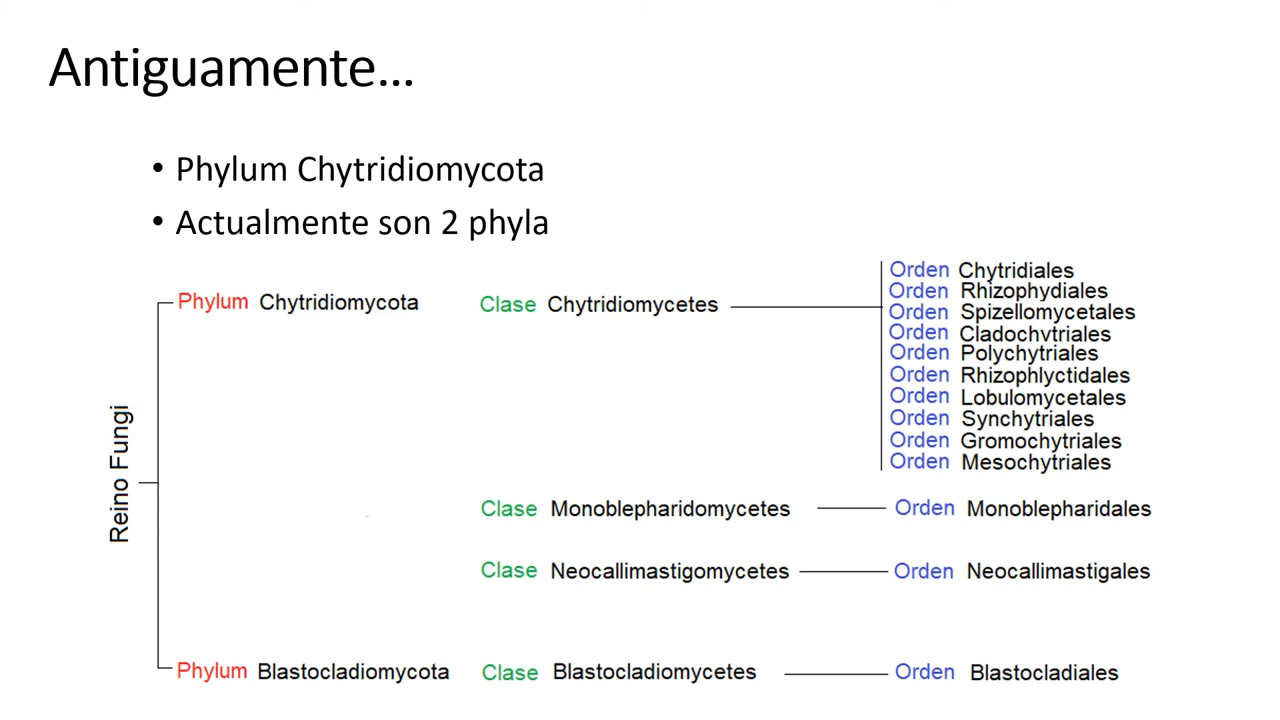 Antiguamente...
• Phylum Chytridiomycota
• Actualmente son 2 phyla
Reino Fungi
Phylum Chytridiomycota
Clase Chytridiomycetes
Orden Chytridiales
Orden Rhizophydiales
Orden Spizellomycetales
Orden Cladochytriales
Orden Polychytriales
Orden Rhizophlyctidales
Orden Lobulomycetales
Orden Synchytriales
Orden Gromochytriales
Orden Mesochytriales
Clase Monoblepharidomycetes Orden Monoblepharidales
Clase Neocallimastigomycetes Orden Neocallimastigales
Phylum Blastocladiomycota Clase Blastocladiomycetes Orden Blastocladiales